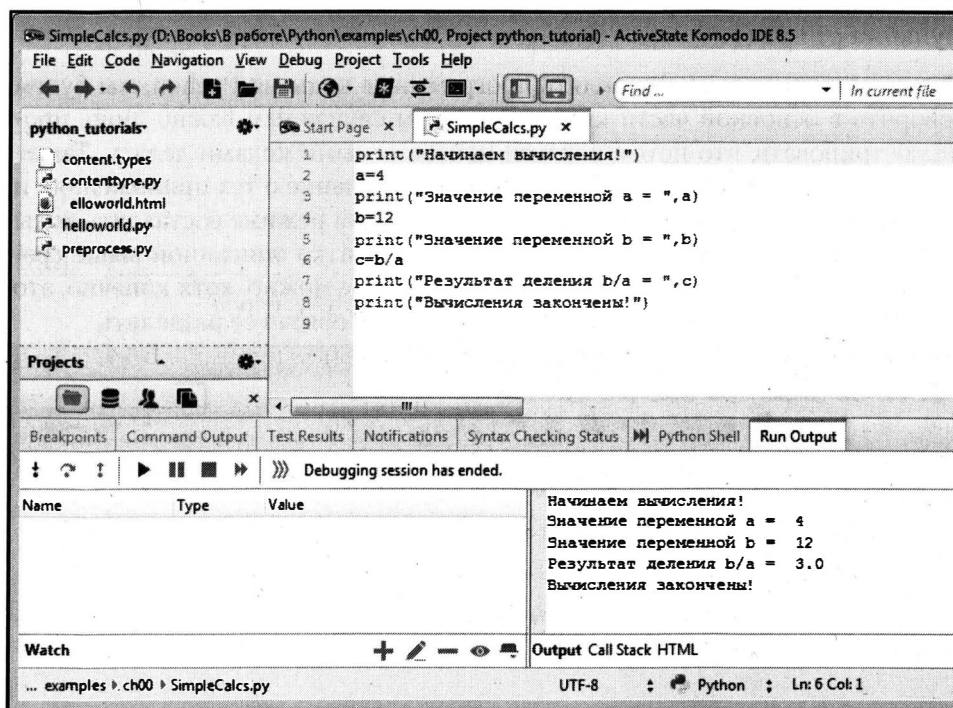 SimpleCalcs.py (D:\Books\В работе\Python\examples\ch00, Project python_tutorial) - ActiveState Komodo IDE 8.5
File Edit Code Navigation View Debug Project Tools Help
Find ...
In current file
python_tutorials
Start Page
SimpleCalcs.py
content.types
contenttype.py
elloworld.html
helloworld.py
preprocess.py
1 print("Начинаем вычисления!")
2 a=4
3 print("Значение переменной a = ",a)
4 b=12
5 print("Значение переменной b = ",b)
6 c=b/a
7 print("Результат деления b/a = ",c)
8 print("Вычисления закончены!")
9
Projects
Breakpoints Command Output Test Results Notifications Syntax Checking Status Python Shell Run Output
Debugging session has ended.
Name Type Value
Начинаем вычисления!
Значение переменной a = 4
Значение переменной b = 12
Результат деления b/a = 3.0
Вычисления закончены!
Watch
Output Call Stack HTML
... examples ch00 SimpleCalcs.py
UTF-8 Python Ln: 6 Col: 1